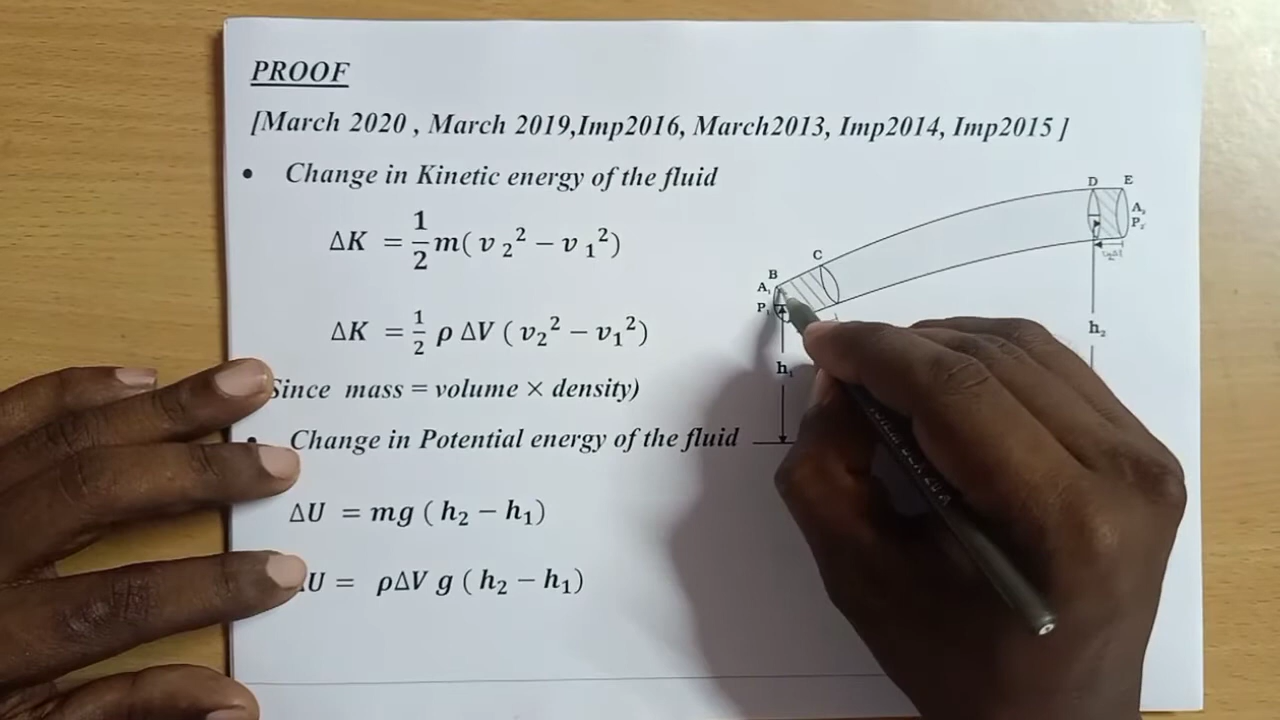 PROOF
[March 2020 , March 2019,Imp2016, March2013, Imp2014, Imp2015 ]
• Change in Kinetic energy of the fluid
ΔK = 1/2 m( v ₂² − v ₁²)
ΔK = 1/2 ρ ΔV ( v₂² − v₁²)
Since mass = volume × density)
• Change in Potential energy of the fluid
ΔU = mg ( h₂ − h₁)
U = ρΔV g ( h₂ − h₁)
D E
A₂
P₂
C
B
A₁
P₁
h₂
h₁